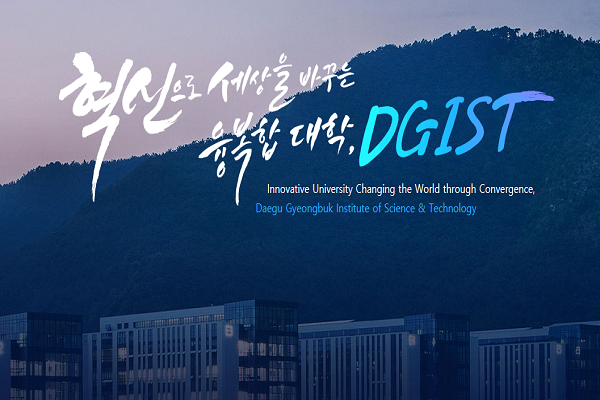 혁신으로 세상을 바꾸는
융복합 대학, DGIST
Innovative University Changing the World through Convergence,
Daegu Gyeongbuk Institute of Science & Technology